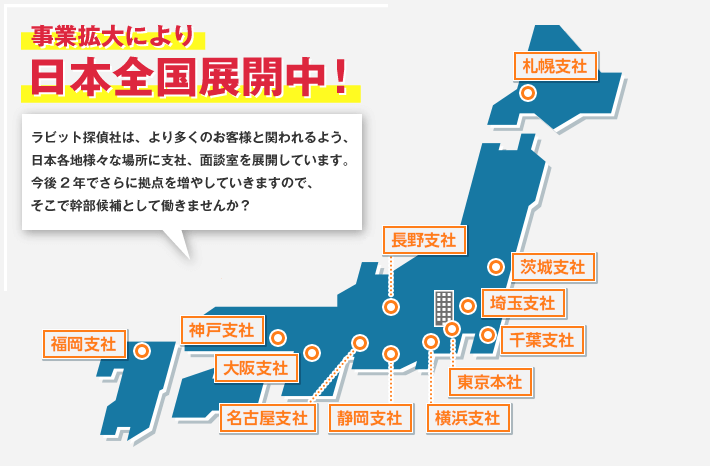 事業拡大により
日本全国展開中！
ラビット探偵社は、より多くのお客様と関われるよう、
日本各地様々な場所に支社、面談室を展開しています。
今後２年でさらに拠点を増やしていきますので、
そこで幹部候補として働きませんか？
札幌支社
長野支社
茨城支社
埼玉支社
神戸支社
福岡支社
千葉支社
大阪支社
東京本社
名古屋支社
静岡支社
横浜支社